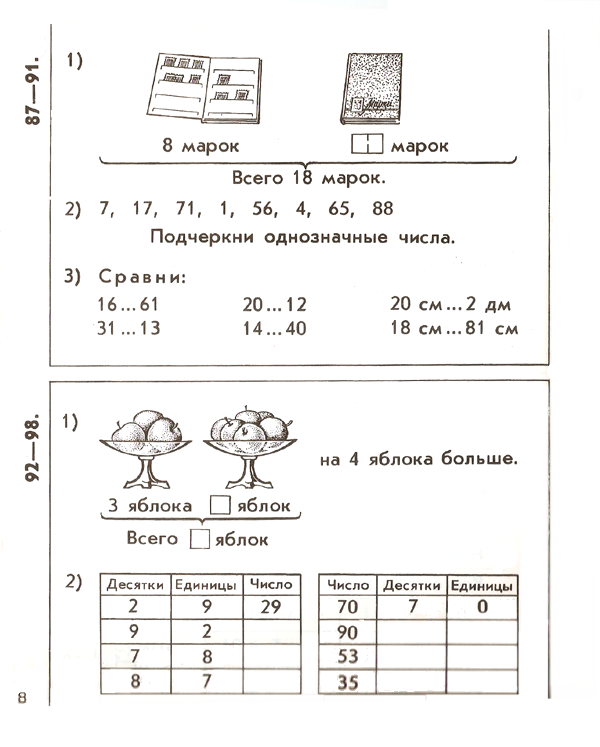 87—91.
1)
Марки
8 марок марок
Всего 18 марок.
2) 7, 17, 71, 1, 56, 4, 65, 88
Подчеркни однозначные числа.
3) Сравни:
16...61 20...12 20 см...2 дм
31...13 14...40 18 см...81 см
92—98.
1)
на 4 яблока больше.
3 яблока яблок
Всего яблок
2)
Десятки Единицы Число Число Десятки Единицы
2 9 29 70 7 0
9 2 90
7 8 53
8 7 35
8